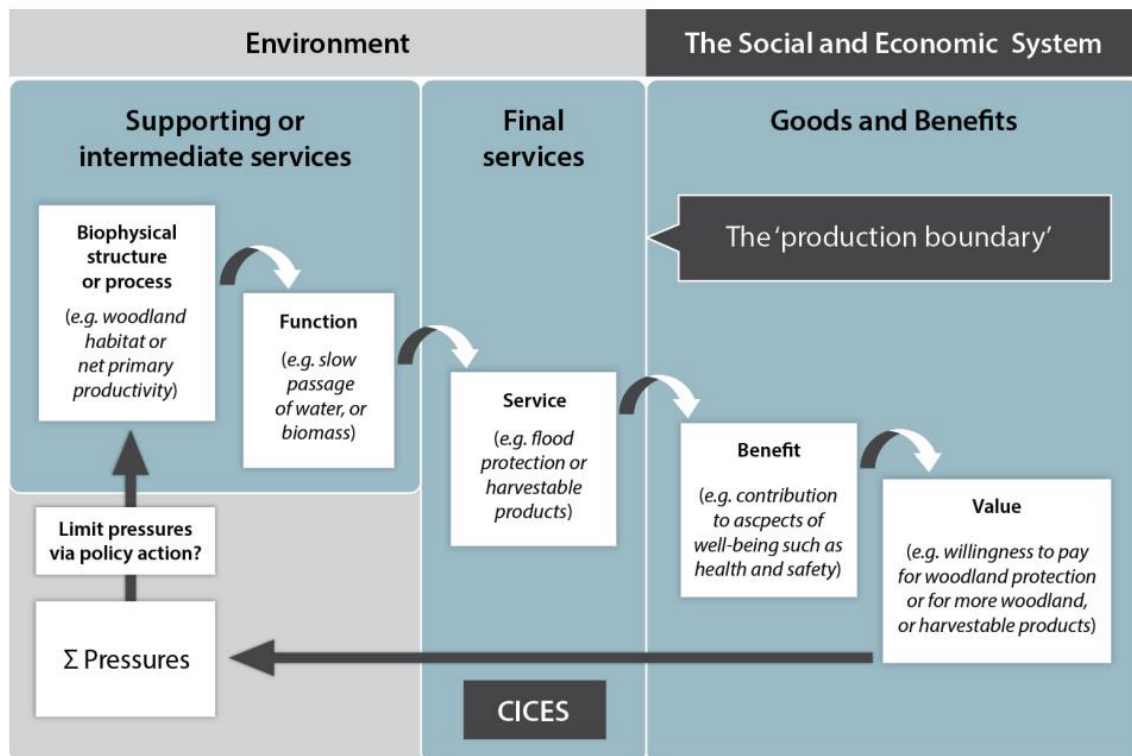 Environment
The Social and Economic System
Supporting or
intermediate services
Final
services
Goods and Benefits
Biophysical
structure
or process
(e.g. woodland
habitat or
net primary
productivity)
Function
(e.g. slow
passage
of water, or
biomass)
Service
(e.g. flood
protection or
harvestable
products)
The ‘production boundary’
Benefit
(e.g. contribution
to ascpects of
well-being such as
health and safety)
Value
(e.g. willingness to pay
for woodland protection
or for more woodland,
or harvestable products)
Limit pressures
via policy action?
Σ Pressures
CICES